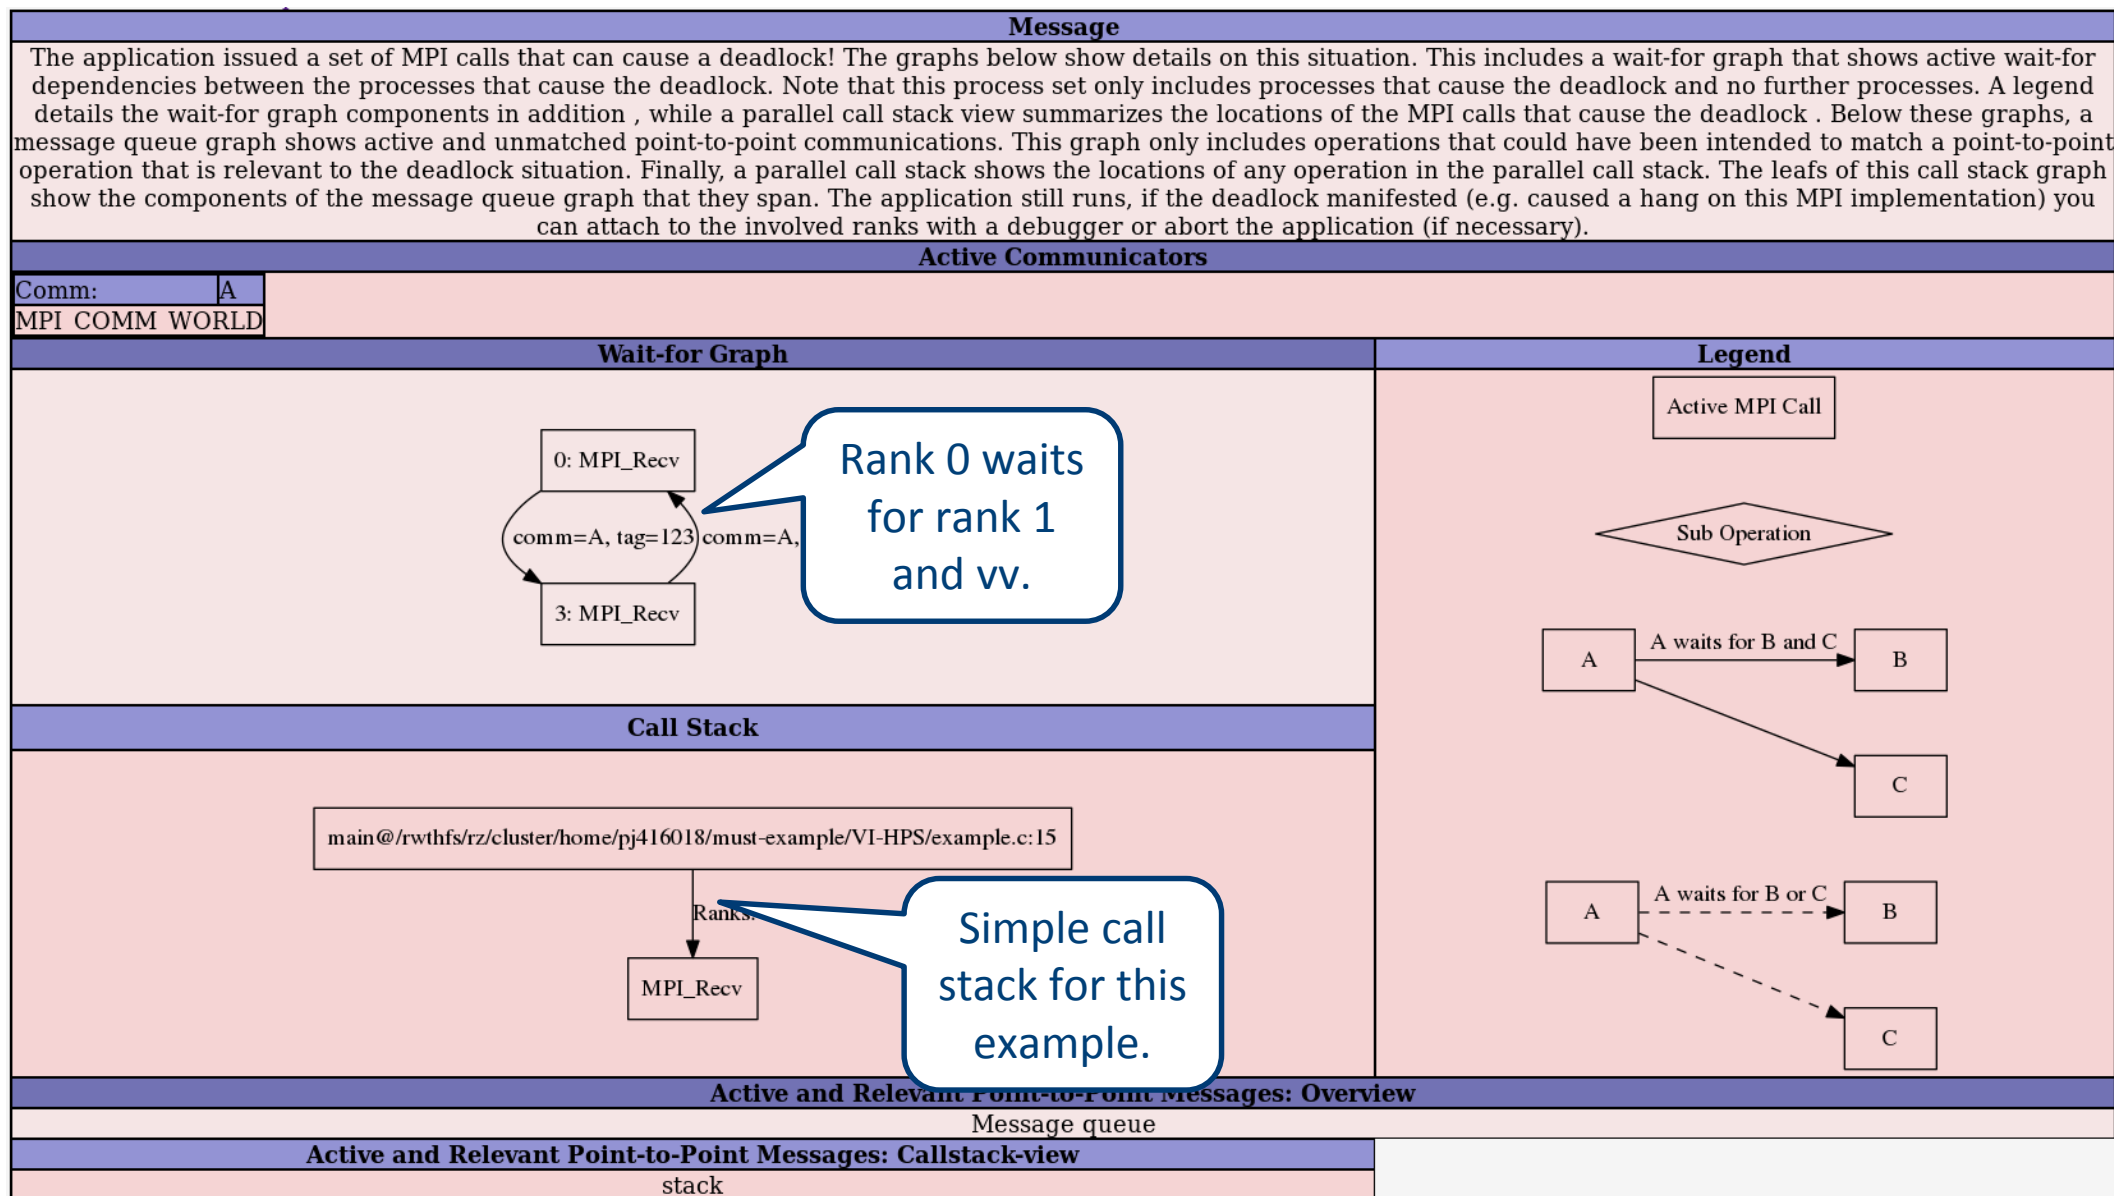 Message
The application issued a set of MPI calls that can cause a deadlock! The graphs below show details on this situation. This includes a wait-for graph that shows active wait-for
dependencies between the processes that cause the deadlock. Note that this process set only includes processes that cause the deadlock and no further processes. A legend
details the wait-for graph components in addition , while a parallel call stack view summarizes the locations of the MPI calls that cause the deadlock . Below these graphs, a
message queue graph shows active and unmatched point-to-point communications. This graph only includes operations that could have been intended to match a point-to-point
operation that is relevant to the deadlock situation. Finally, a parallel call stack shows the locations of any operation in the parallel call stack. The leafs of this call stack graph
show the components of the message queue graph that they span. The application still runs, if the deadlock manifested (e.g. caused a hang on this MPI implementation) you
can attach to the involved ranks with a debugger or abort the application (if necessary).
Active Communicators
Comm: A
MPI_COMM_WORLD
Wait-for Graph
0: MPI_Recv
comm=A, tag=123
comm=A,
3: MPI_Recv
Rank 0 waits
for rank 1
and vv.
Legend
Active MPI Call
Sub Operation
A waits for B and C
A
B
C
A waits for B or C
A
B
C
Call Stack
main@/rwthfs/rz/cluster/home/pj416018/must-example/VI-HPS/example.c:15
Ranks:
MPI_Recv
Simple call
stack for this
example.
Active and Relevant Point-to-Point Messages: Overview
Message queue
Active and Relevant Point-to-Point Messages: Callstack-view
stack